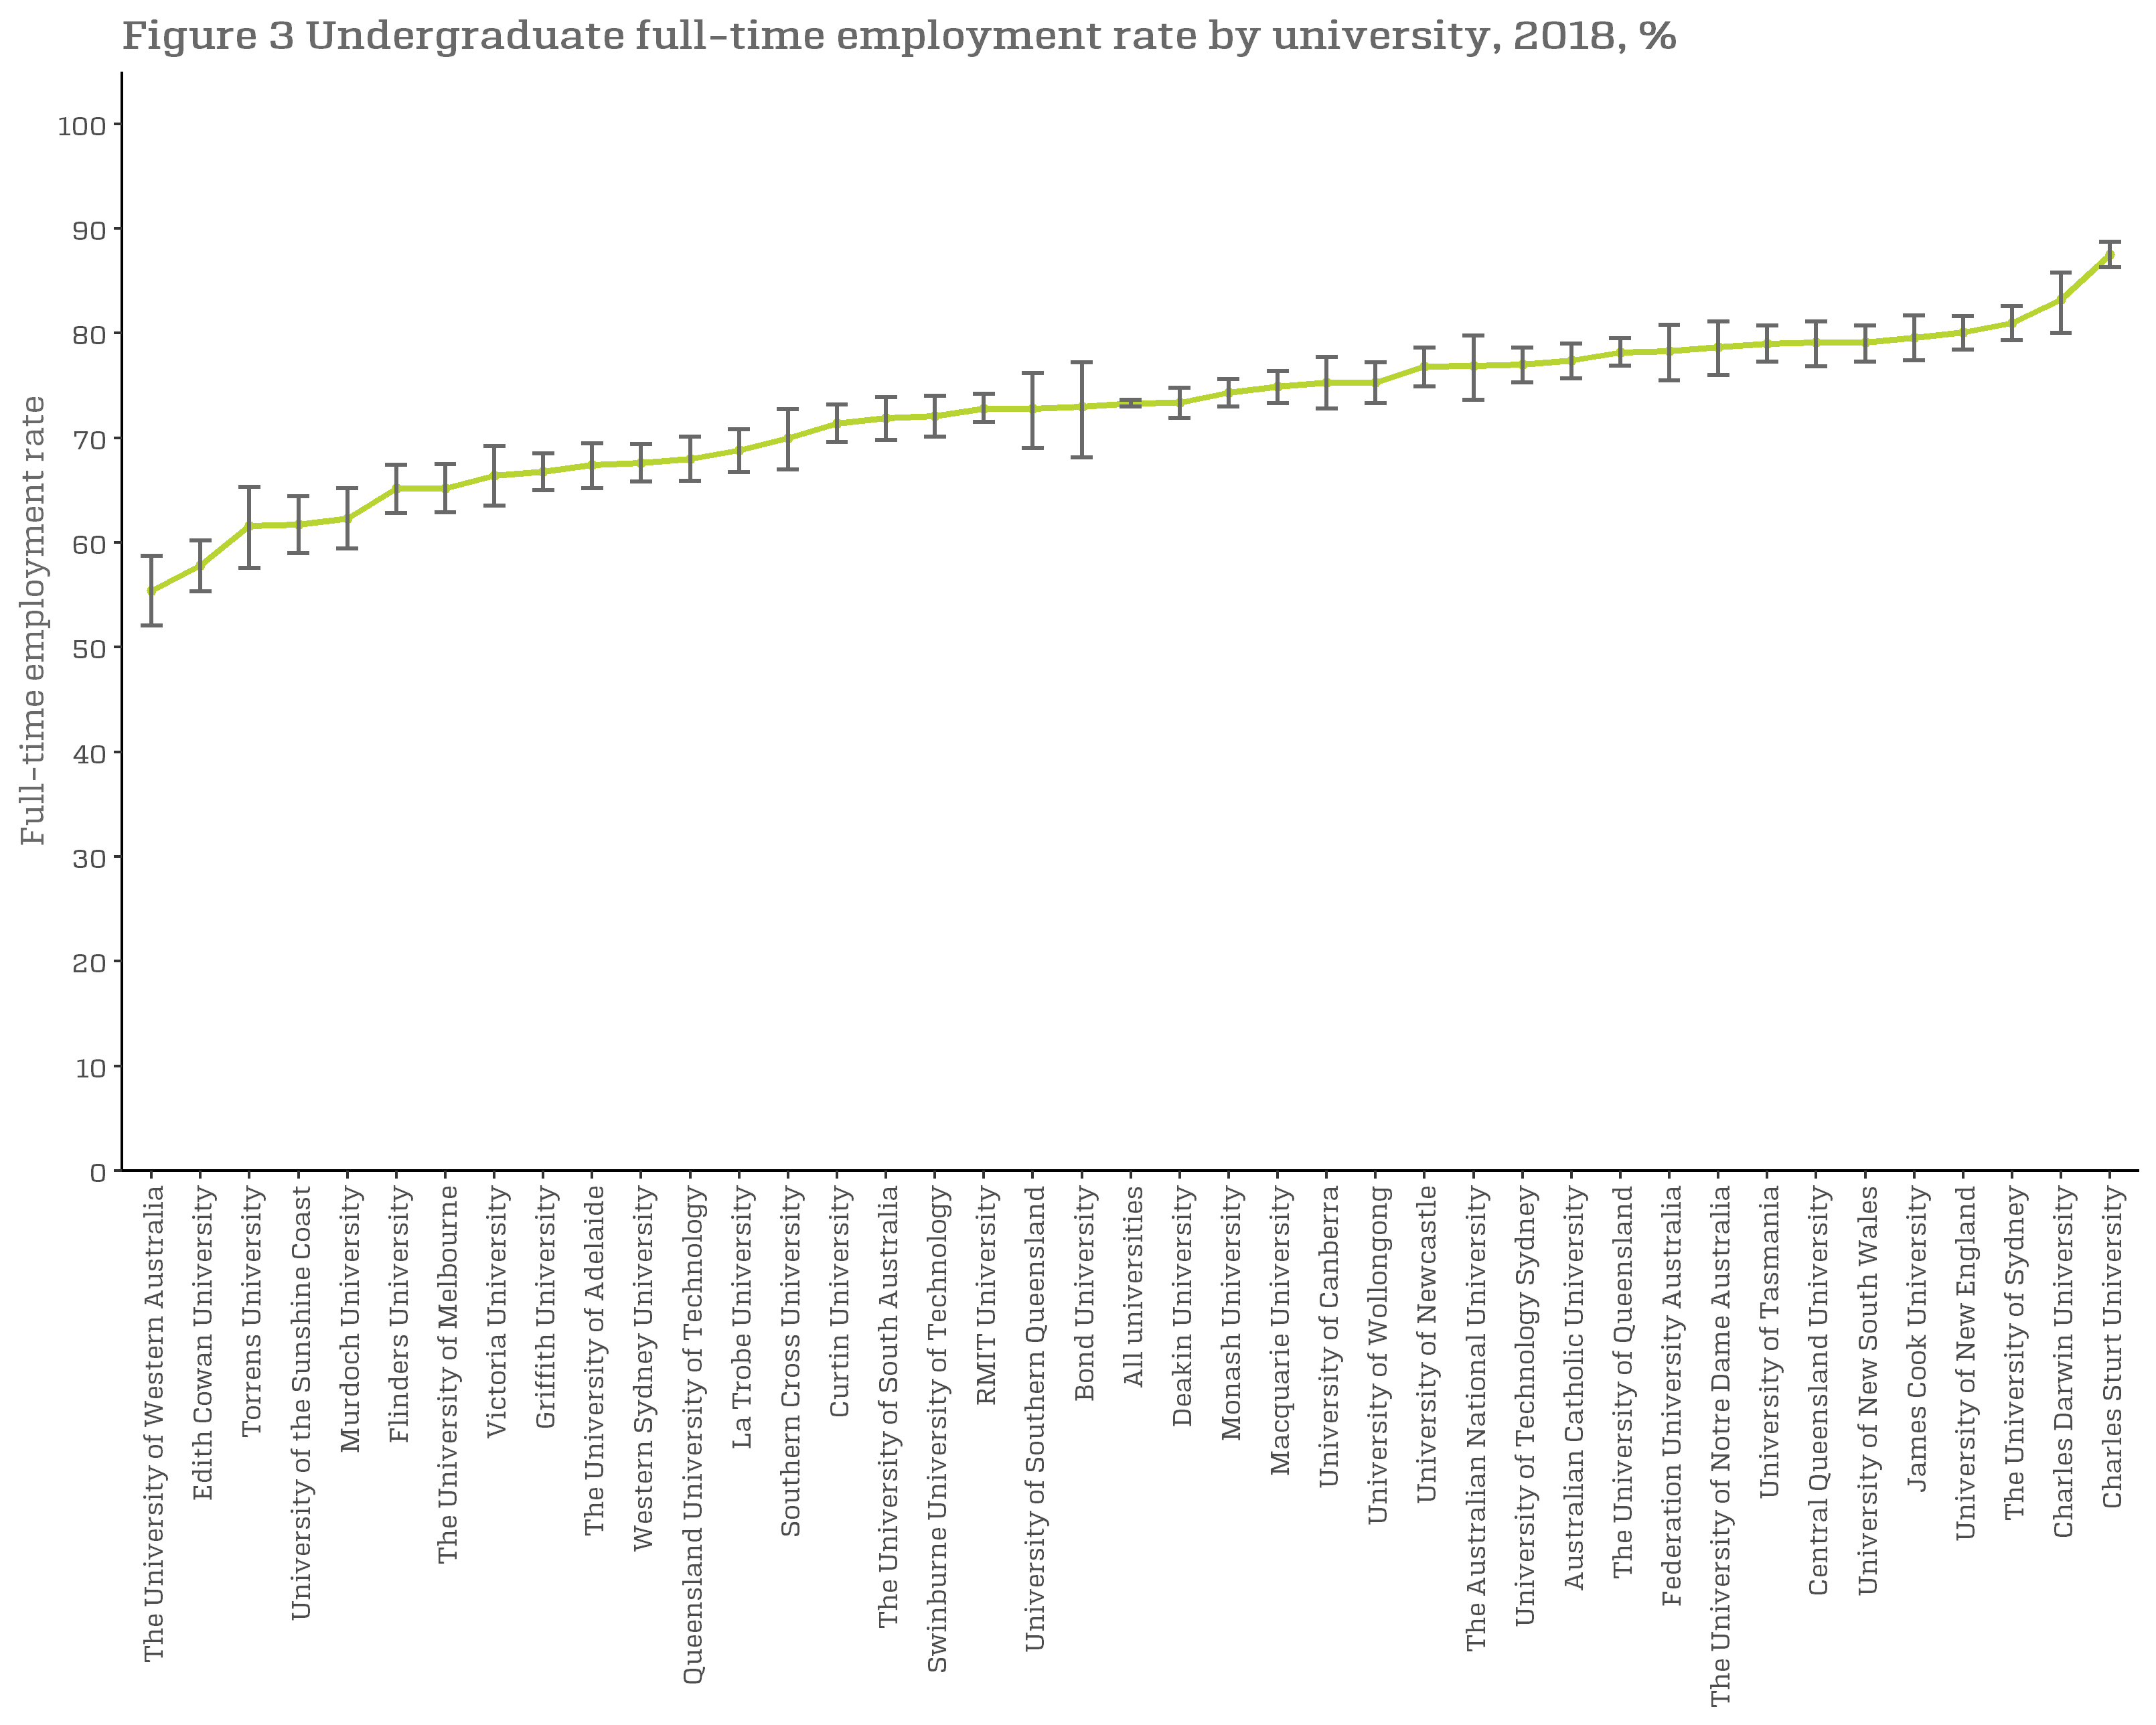 Figure 3 Undergraduate full-time employment rate by university, 2018, %
Full-time employment rate
100
90
80
70
60
50
40
30
20
10
0
The University of Western Australia
Edith Cowan University
Torrens University
University of the Sunshine Coast
Murdoch University
Flinders University
The University of Melbourne
Victoria University
Griffith University
The University of Adelaide
Western Sydney University
Queensland University of Technology
La Trobe University
Southern Cross University
Curtin University
The University of South Australia
Swinburne University of Technology
RMIT University
University of Southern Queensland
Bond University
All universities
Deakin University
Monash University
Macquarie University
University of Canberra
University of Wollongong
University of Newcastle
The Australian National University
University of Technology Sydney
Australian Catholic University
The University of Queensland
Federation University Australia
The University of Notre Dame Australia
University of Tasmania
Central Queensland University
University of New South Wales
James Cook University
University of New England
The University of Sydney
Charles Darwin University
Charles Sturt University